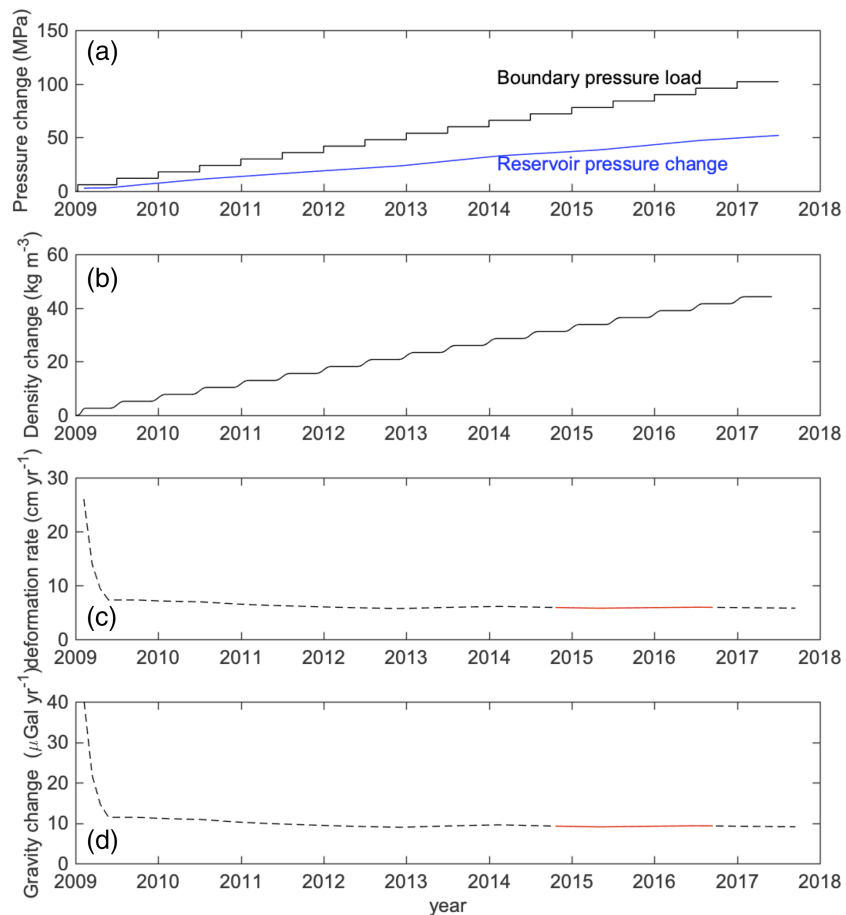 (a)
Pressure change (MPa)
150
100
50
0
Boundary pressure load
Reservoir pressure change
2009 2010 2011 2012 2013 2014 2015 2016 2017 2018
(b)
Density change (kg m⁻³)
60
40
20
0
2009 2010 2011 2012 2013 2014 2015 2016 2017 2018
deformation rate (cm yr⁻¹)
30
20
10
0
(c)
2009 2010 2011 2012 2013 2014 2015 2016 2017 2018
Gravity change (μGal yr⁻¹)
40
30
20
10
0
(d)
2009 2010 2011 2012 2013 2014 2015 2016 2017 2018
year